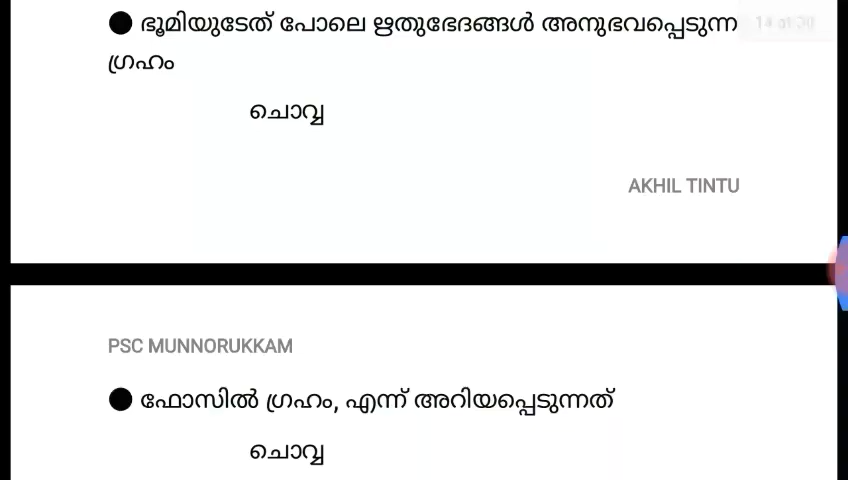 ● ഭൂമിയുടേത് പോലെ ഋതുഭേദങ്ങൾ അനുഭവപ്പെടുന്ന
ഗ്രഹം
ചൊവ്വ
AKHIL TINTU
PSC MUNNORUKKAM
● ഫോസിൽ ഗ്രഹം, എന്ന് അറിയപ്പെടുന്നത്
ചൊവ്വ